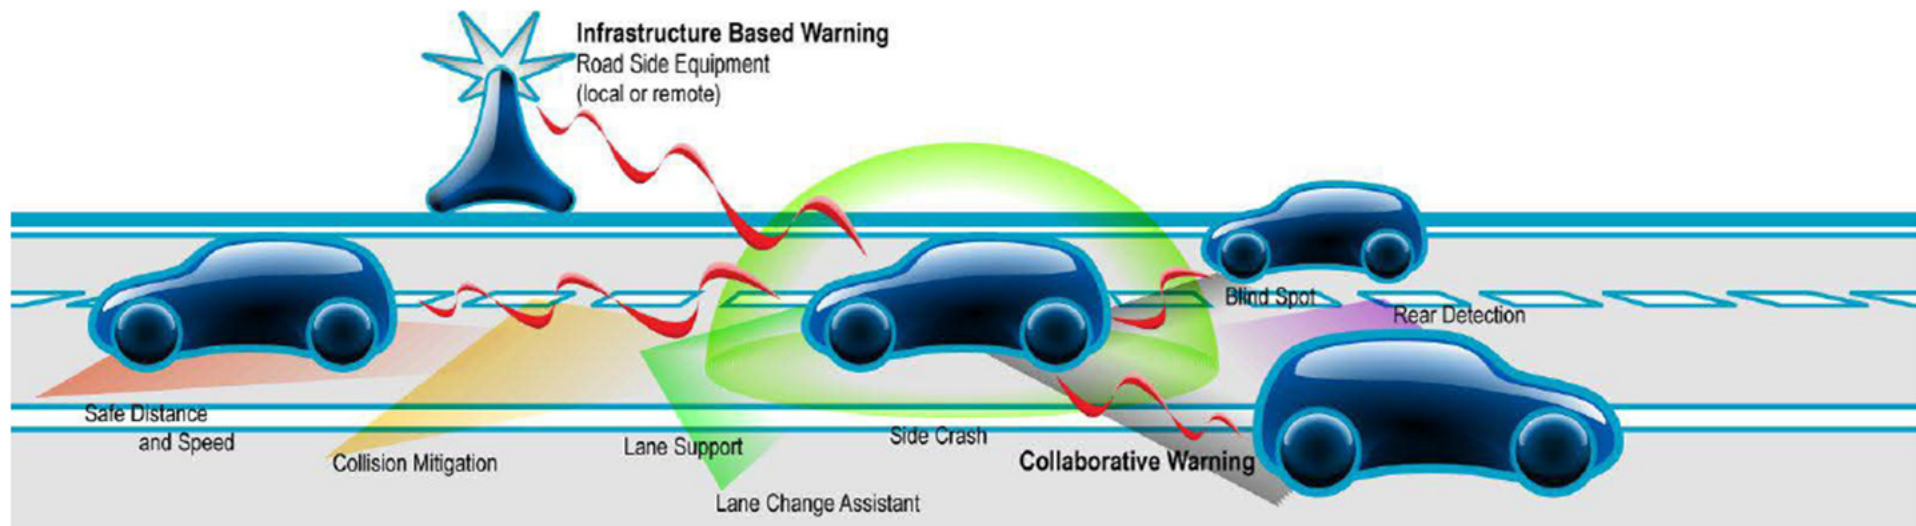 Infrastructure Based Warning
Road Side Equipment
(local or remote)
Blind Spot
Rear Detection
Safe Distance
and Speed
Collision Mitigation
Lane Support
Side Crash
Collaborative Warning
Lane Change Assistant